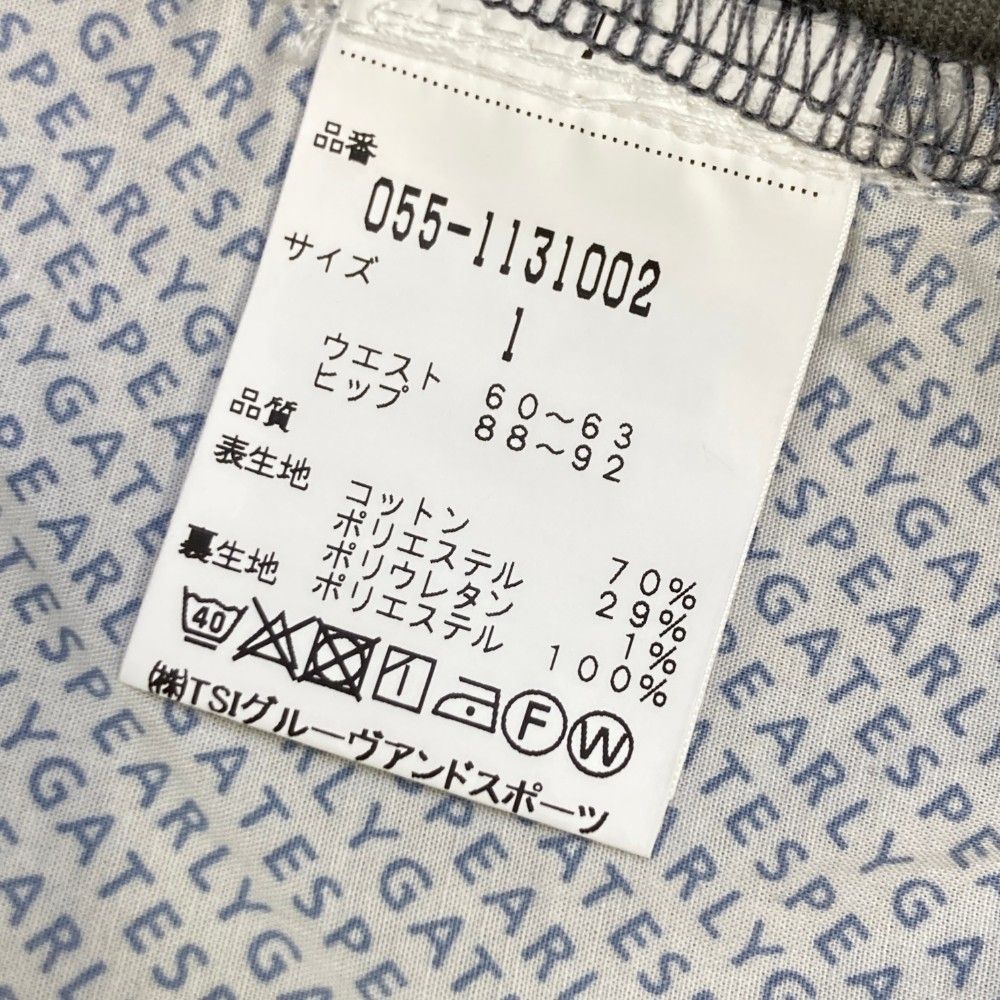 品番
055-1131002
サイズ
1
ウエスト 60〜63
ヒップ 88〜92
品質
表生地 コットン 70%
ポリエステル 29%
ポリウレタン 1%
裏生地 ポリエステル 100%
40 1 F W
㈱TSIグルーヴアンドスポーツ
PEARLYGATES PEARLYGATES